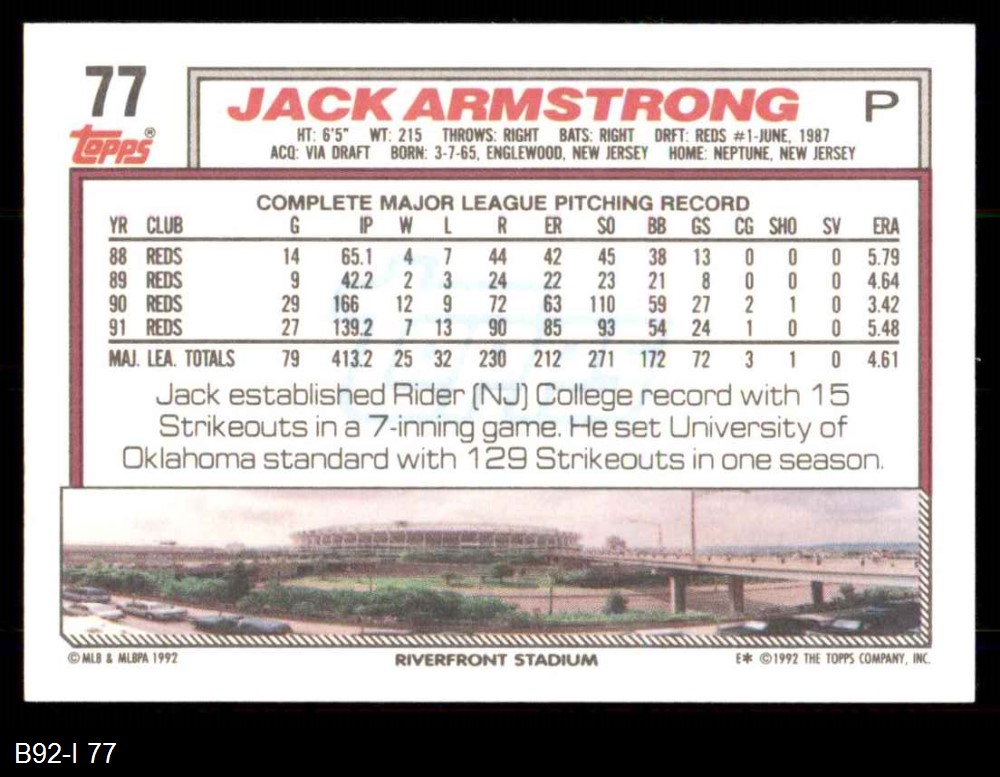 77
topps®
JACK ARMSTRONG P
HT: 6'5" WT: 215 THROWS: RIGHT BATS: RIGHT DRFT: REDS #1-JUNE, 1987
ACQ: VIA DRAFT BORN: 3-7-65, ENGLEWOOD, NEW JERSEY HOME: NEPTUNE, NEW JERSEY
COMPLETE MAJOR LEAGUE PITCHING RECORD
YR CLUB G IP W L R ER SO BB GS CG SHO SV ERA
88 REDS 14 65.1 4 7 44 42 45 38 13 0 0 0 5.79
89 REDS 9 42.2 2 3 24 22 23 21 8 0 0 0 4.64
90 REDS 29 166 12 9 72 63 110 59 27 2 1 0 3.42
91 REDS 27 139.2 7 13 90 85 93 54 24 1 0 0 5.48
MAJ. LEA. TOTALS 79 413.2 25 32 230 212 271 172 72 3 1 0 4.61
Jack established Rider (NJ) College record with 15
Strikeouts in a 7-inning game. He set University of
Oklahoma standard with 129 Strikeouts in one season.
©MLB & MLBPA 1992 RIVERFRONT STADIUM E* ©1992 THE TOPPS COMPANY, INC.
B92-I 77